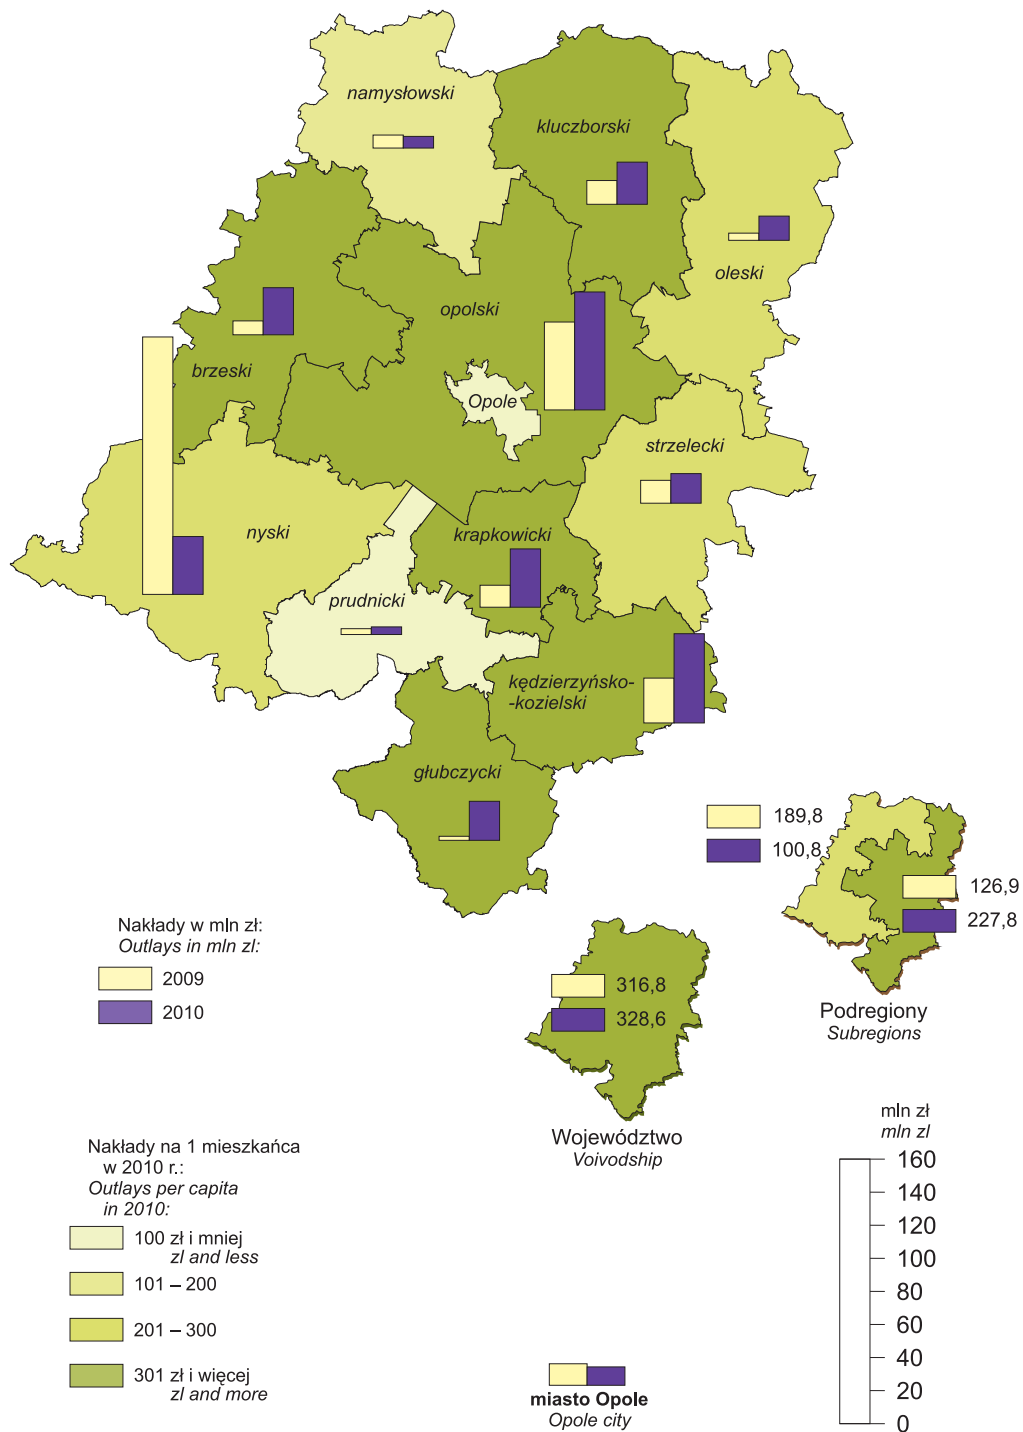 namysłowski
kluczborski
oleski
opolski
brzeski
Opole
strzelecki
nyski
krapkowicki
prudnicki
kędzierzyńsko-
-kozielski
głubczycki
189,8
100,8
126,9
227,8
Podregiony
Subregions
Nakłady w mln zł:
Outlays in mln zl:
2009
2010
316,8
328,6
Województwo
Voivodship
Nakłady na 1 mieszkańca
w 2010 r.:
Outlays per capita
in 2010:
100 zł i mniej
zl and less
101 – 200
201 – 300
301 zł i więcej
zl and more
miasto Opole
Opole city
mln zł
mln zl
160
140
120
100
80
60
40
20
0